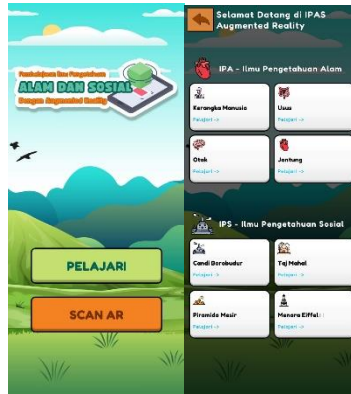 Pembelajaran Ilmu Pengetahuan
ALAM DAN SOSIAL
Dengan Augmented Reality
PELAJARI
SCAN AR
Selamat Datang di IPAS
Augmented Reality
IPA - Ilmu Pengetahuan Alam
Kerangka Manusia
Pelajari ->
Usus
Pelajari ->
Otak
Pelajari ->
Jantung
Pelajari ->
IPS - Ilmu Pengetahuan Sosial
Candi Borobudur
Pelajari ->
Taj Mahal
Pelajari ->
Piramida Mesir
Pelajari ->
Menara Eiffel
Pelajari ->